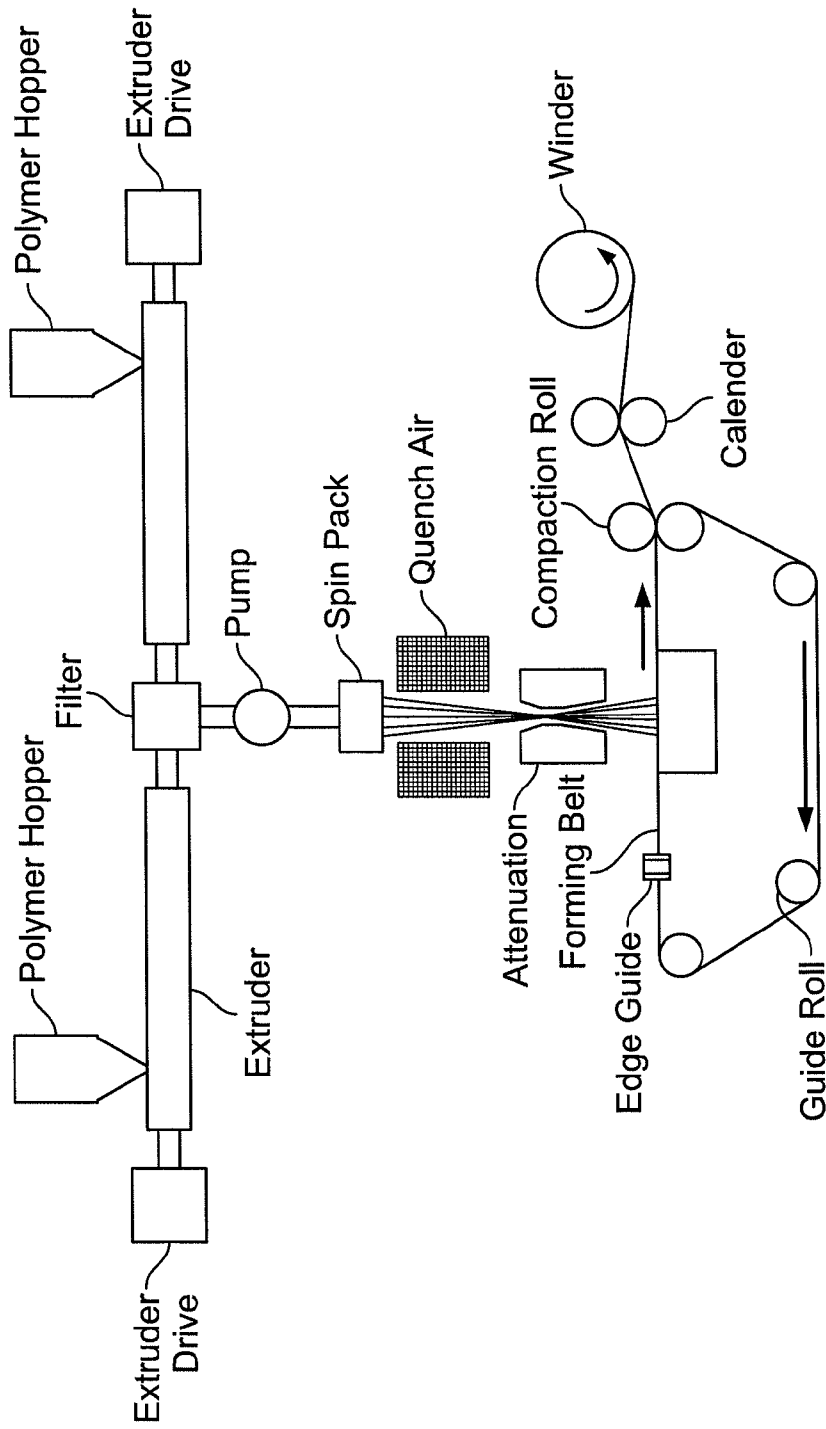 Polymer Hopper
Polymer Hopper
Extruder
Drive
Filter
Extruder
Drive
Extruder
Pump
Spin Pack
Quench Air
Attenuation
Compaction Roll
Winder
Forming Belt
Edge Guide
Calender
Guide Roll